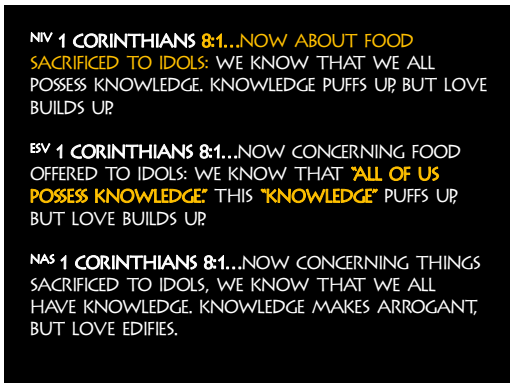 NIV 1 CORINTHIANS 8:1…NOW ABOUT FOOD
SACRIFICED TO IDOLS: WE KNOW THAT WE ALL
POSSESS KNOWLEDGE. KNOWLEDGE PUFFS UP, BUT LOVE
BUILDS UP.
ESV 1 CORINTHIANS 8:1…NOW CONCERNING FOOD
OFFERED TO IDOLS: WE KNOW THAT “ALL OF US
POSSESS KNOWLEDGE.” THIS “KNOWLEDGE” PUFFS UP,
BUT LOVE BUILDS UP.
NAS 1 CORINTHIANS 8:1…NOW CONCERNING THINGS
SACRIFICED TO IDOLS, WE KNOW THAT WE ALL
HAVE KNOWLEDGE. KNOWLEDGE MAKES ARROGANT,
BUT LOVE EDIFIES.